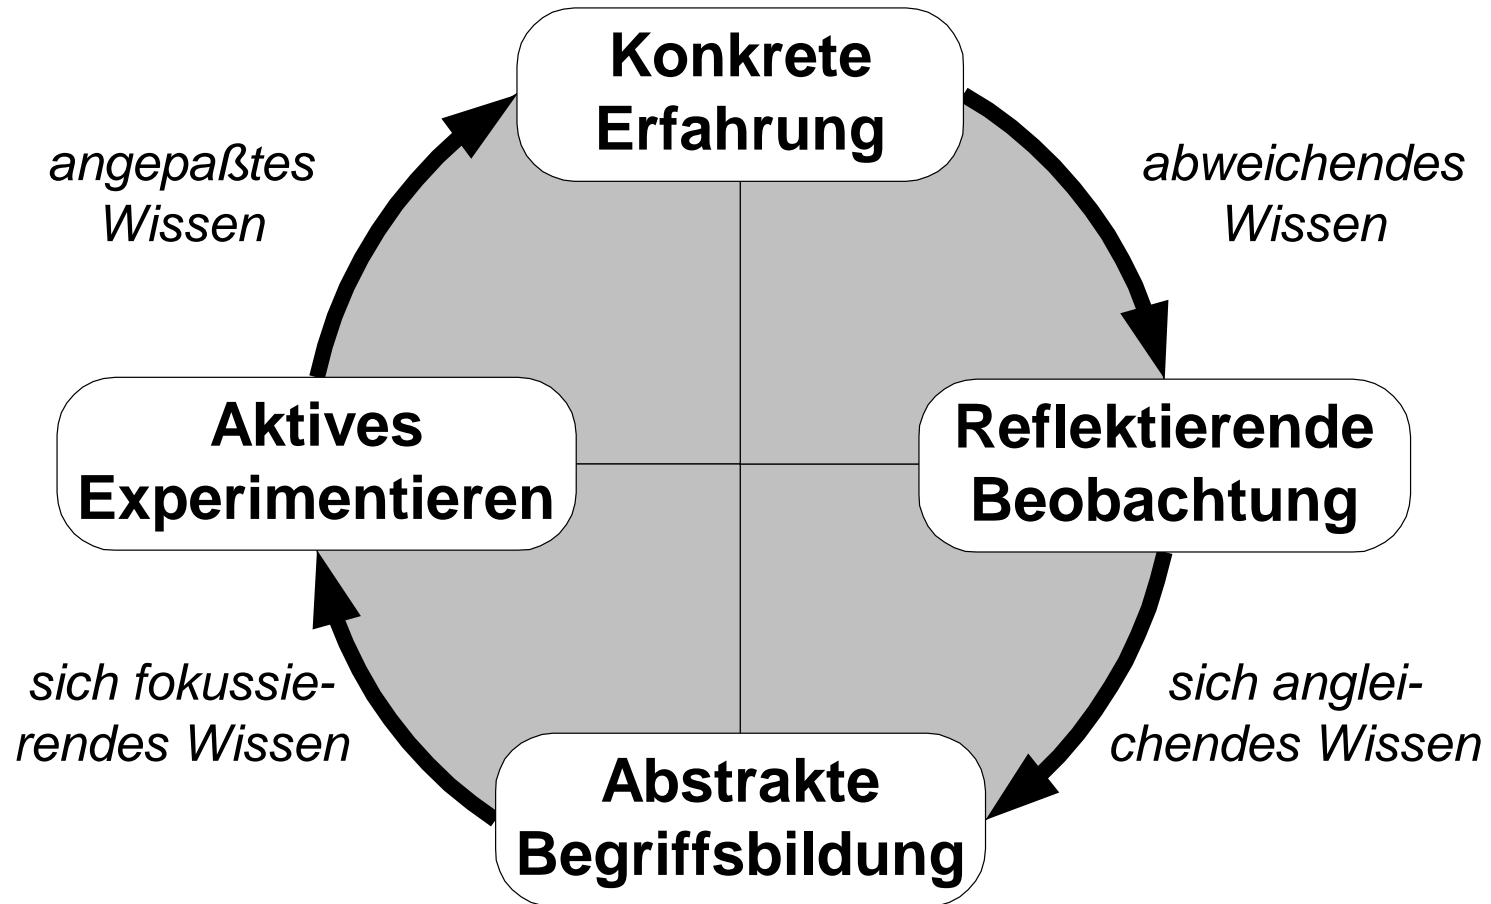 Konkrete
Erfahrung
angepaßtes
Wissen
abweichendes
Wissen
Aktives
Experimentieren
Reflektierende
Beobachtung
sich fokussie-
rendes Wissen
sich anglei-
chendes Wissen
Abstrakte
Begriffsbildung